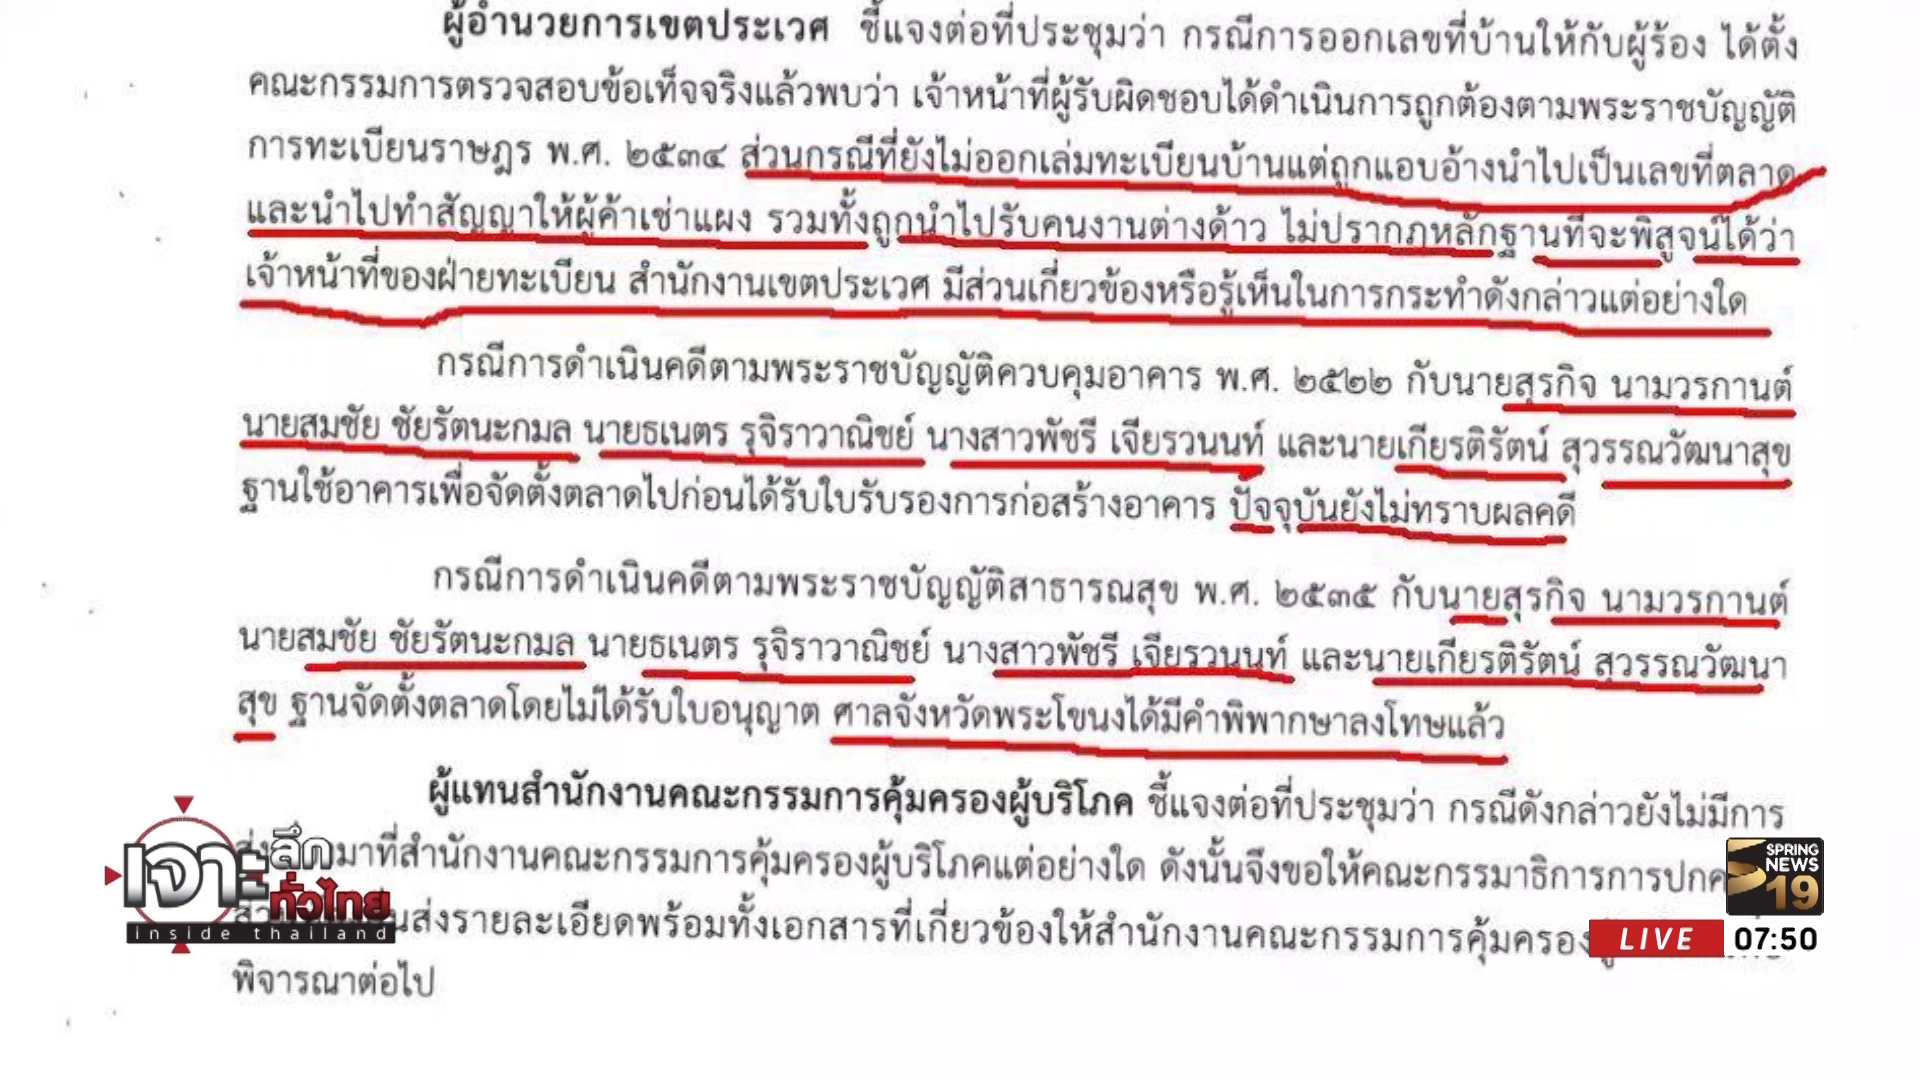 ผู้อำนวยการเขตประเวศ ชี้แจงต่อที่ประชุมว่า กรณีการออกเลขที่บ้านให้กับผู้ร้อง ได้ตั้ง
คณะกรรมการตรวจสอบข้อเท็จจริงแล้วพบว่า เจ้าหน้าที่ผู้รับผิดชอบได้ดำเนินการถูกต้องตามพระราชบัญญัติ
การทะเบียนราษฎร พ.ศ. ๒๕๓๔ ส่วนกรณีที่ยังไม่ออกเล่มทะเบียนบ้านแต่ถูกแอบอ้างนำไปเป็นเลขที่ตลาด
และนำไปทำสัญญาให้ผู้ค้าเช่าแผง รวมทั้งถูกนำไปรับคนงานต่างด้าว ไม่ปรากฏหลักฐานที่จะพิสูจน์ได้ว่า
เจ้าหน้าที่ของฝ่ายทะเบียน สำนักงานเขตประเวศ มีส่วนเกี่ยวข้องหรือรู้เห็นในการกระทำดังกล่าวแต่อย่างใด
กรณีการดำเนินคดีตามพระราชบัญญัติควบคุมอาคาร พ.ศ. ๒๕๒๒ กับนายสุรกิจ นามวรกานต์
นายสมชัย ชัยรัตนะกมล นายธเนตร รุจิราวาณิชย์ นางสาวพัชรี เจียรวนนท์ และนายเกียรติรัตน์ สุวรรณวัฒนาสุข
ฐานใช้อาคารเพื่อจัดตั้งตลาดไปก่อนได้รับใบรับรองการก่อสร้างอาคาร ปัจจุบันยังไม่ทราบผลคดี
กรณีการดำเนินคดีตามพระราชบัญญัติสาธารณสุข พ.ศ. ๒๕๓๕ กับนายสุรกิจ นามวรกานต์
นายสมชัย ชัยรัตนะกมล นายธเนตร รุจิราวาณิชย์ นางสาวพัชรี เจียรวนนท์ และนายเกียรติรัตน์ สุวรรณวัฒนา
สุข ฐานจัดตั้งตลาดโดยไม่ได้รับใบอนุญาต ศาลจังหวัดพระโขนงได้มีคำพิพากษาลงโทษแล้ว
ผู้แทนสำนักงานคณะกรรมการคุ้มครองผู้บริโภค ชี้แจงต่อที่ประชุมว่า กรณีดังกล่าวยังไม่มีการ
มาที่สำนักงานคณะกรรมการคุ้มครองผู้บริโภคแต่อย่างใด ดังนั้นจึงขอให้คณะกรรมาธิการการปกค
ส่งรายละเอียดพร้อมทั้งเอกสารที่เกี่ยวข้องให้สำนักงานคณะกรรมการคุ้มครอง
พิจารณาต่อไป
เจาะลึกทั่วไทย
inside thailand
SPRING
NEWS
19
LIVE 07:50